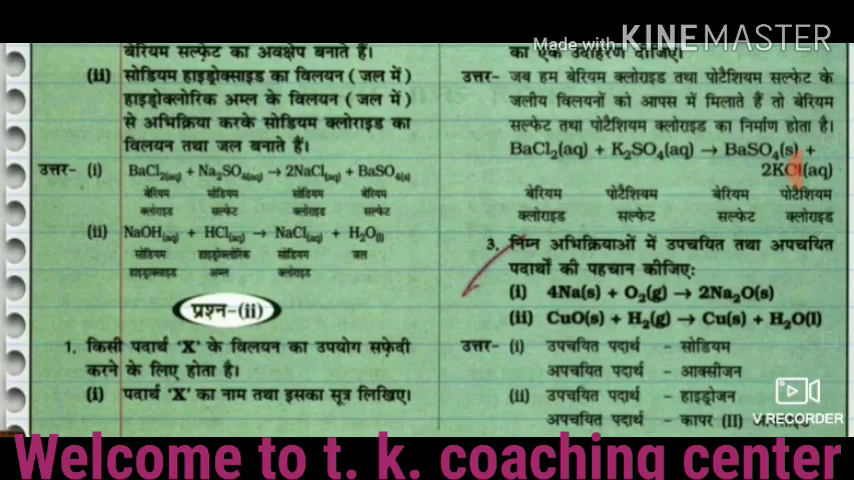 Made with KINEMASTER
बेरियम सल्फेट का अवक्षेप बनाते हैं।
(ii) सोडियम हाइड्रोक्साइड का विलयन (जल में)
हाइड्रोक्लोरिक अम्ल के विलयन (जल में)
से अभिक्रिया करके सोडियम क्लोराइड का
विलयन तथा जल बनाते हैं।
उत्तर- (i) BaCl₂(aq) + Na₂SO₄(aq) → 2NaCl(aq) + BaSO₄(s)
बेरियम सोडियम सोडियम बेरियम
क्लोराइड सल्फेट क्लोराइड सल्फेट
(ii) NaOH(aq) + HCl(aq) → NaCl(aq) + H₂O(l)
सोडियम हाइड्रोक्लोरिक सोडियम जल
हाइड्रोक्साइड अम्ल क्लोराइड
प्रश्न-(ii)
1. किसी पदार्थ 'X' के विलयन का उपयोग सफ़ेदी
करने के लिए होता है।
(i) पदार्थ 'X' का नाम तथा इसका सूत्र लिखिए।
का एक उदाहरण दीजिए।
उत्तर- जब हम बेरियम क्लोराइड तथा पोटैशियम सल्फेट के
जलीय विलयनों को आपस में मिलाते हैं तो बेरियम
सल्फेट तथा पोटैशियम क्लोराइड का निर्माण होता है।
BaCl₂(aq) + K₂SO₄(aq) → BaSO₄(s) +
2KCl(aq)
बेरियम पोटैशियम बेरियम पोटैशियम
क्लोराइड सल्फेट सल्फेट क्लोराइड
3. निम्न अभिक्रियाओं में उपचयित तथा अपचयित
पदार्थों की पहचान कीजिए:
(i) 4Na(s) + O₂(g) → 2Na₂O(s)
(ii) CuO(s) + H₂(g) → Cu(s) + H₂O(l)
उत्तर- (i) उपचयित पदार्थ - सोडियम
अपचयित पदार्थ - आक्सीजन
(ii) उपचयित पदार्थ - हाइड्रोजन
अपचयित पदार्थ - कापर (II)
V RECORDER
Welcome to t. k. coaching center